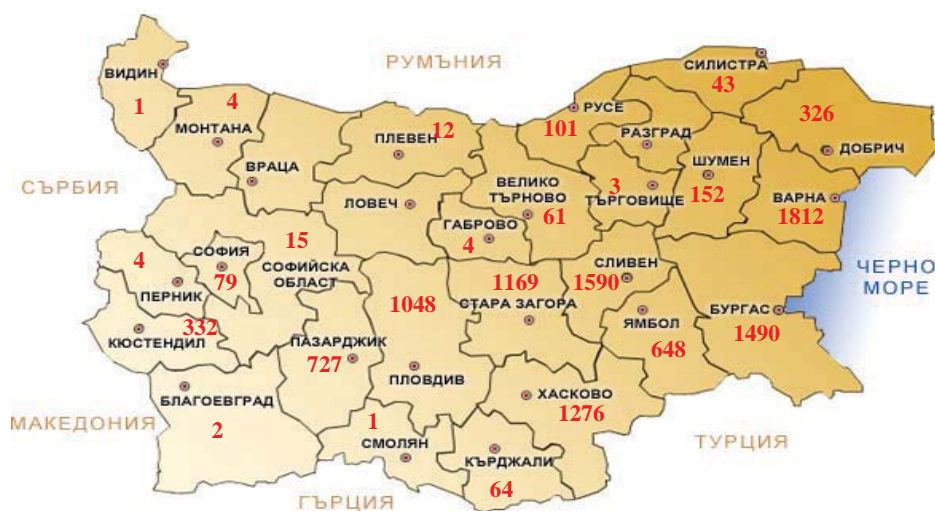 РУМЪНИЯ
ВИДИН
1
4
МОНТАНА
ВРАЦА
ПЛЕВЕН
12
101
РУСЕ
СИЛИСТРА
43
326
ДОБРИЧ
РАЗГРАД
ШУМЕН
152
3
ТЪРГОВИЩЕ
ВАРНА
1812
СЪРБИЯ
ЛОВЕЧ
ВЕЛИКО
ТЪРНОВО
61
ГАБРОВО
4
15
СОФИЯ
79
СОФИЙСКА
ОБЛАСТ
4
ПЕРНИК
332
КЮСТЕНДИЛ
1048
ПЛОВДИВ
1169
СТАРА ЗАГОРА
СЛИВЕН
1590
ЯМБОЛ
648
БУРГАС
1490
ЧЕРНО
МОРЕ
ПАЗАРДЖИК
727
БЛАГОЕВГРАД
2
МАКЕДОНИЯ
1
СМОЛЯН
ХАСКОВО
1276
КЪРДЖАЛИ
64
ТУРЦИЯ
ГЪРЦИЯ